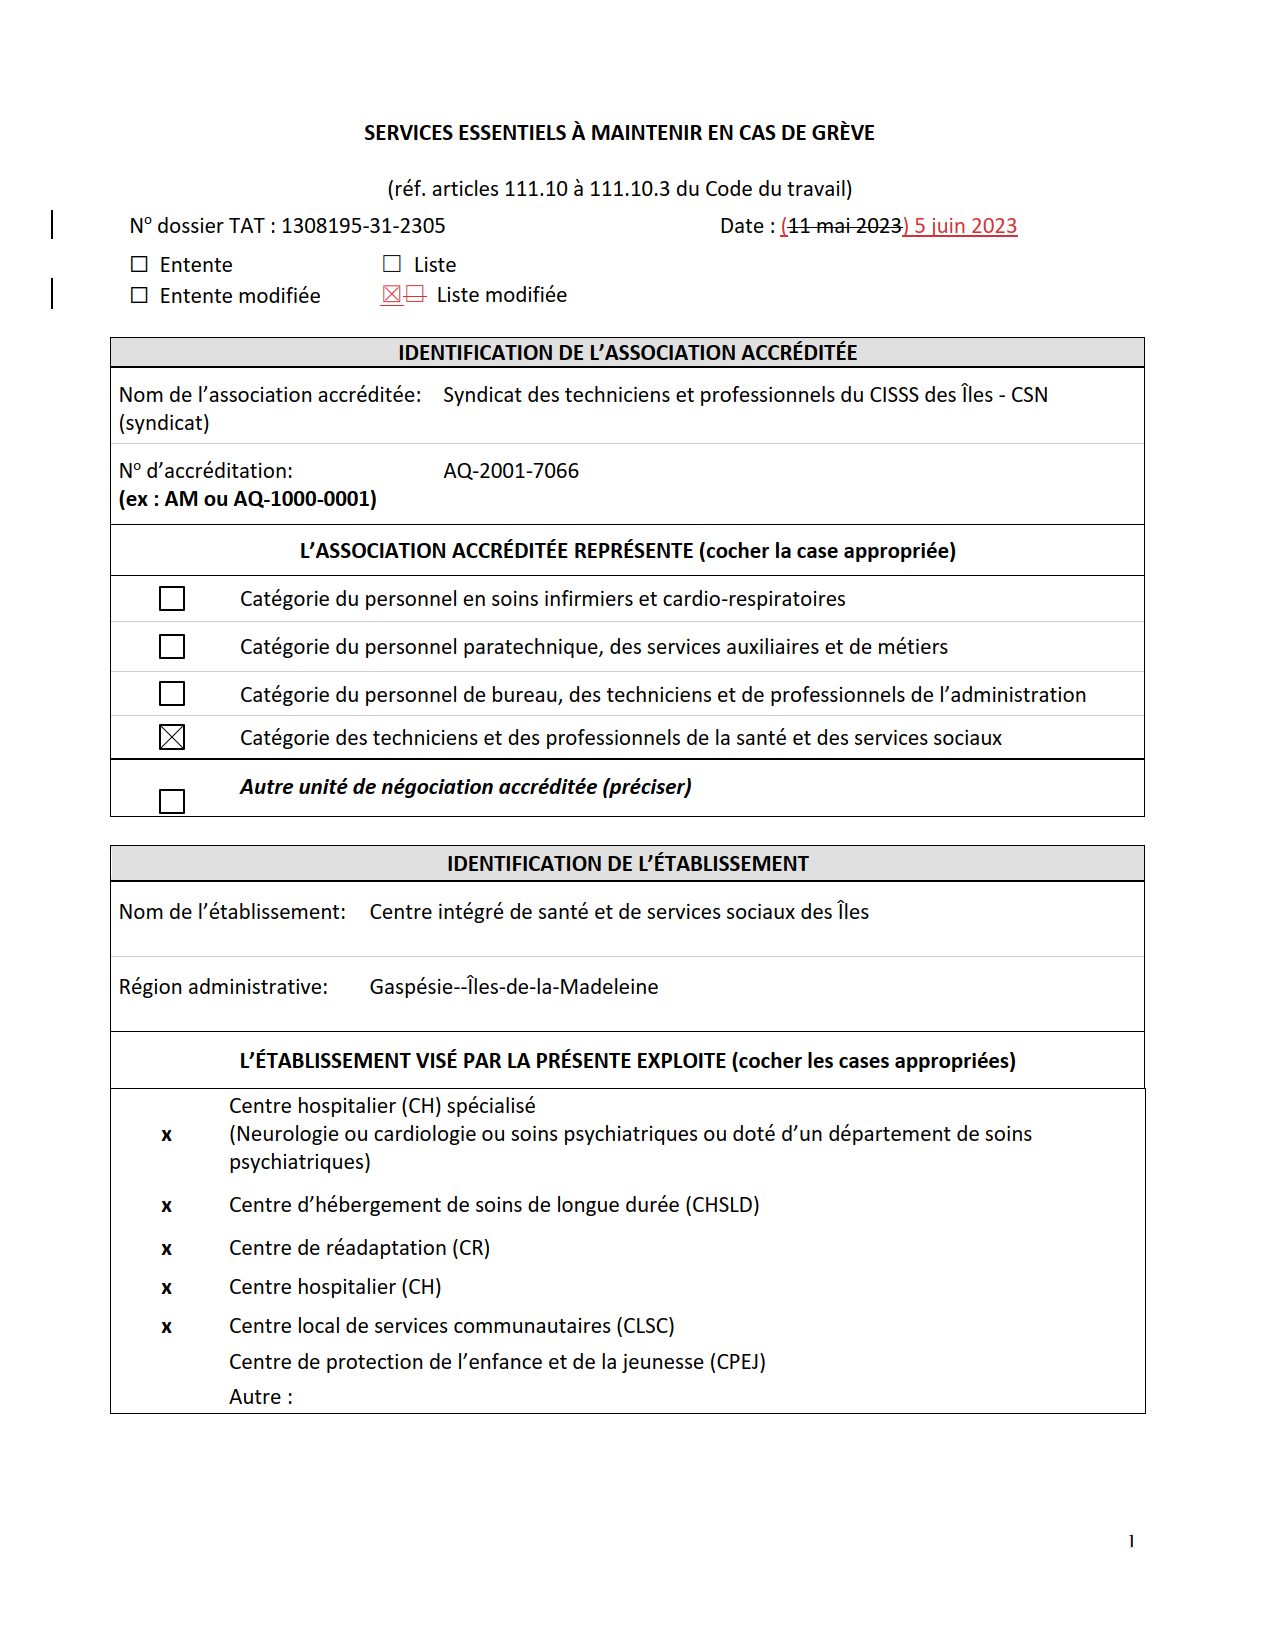 SERVICES ESSENTIELS À MAINTENIR EN CAS DE GRÈVE
(réf. articles 111.10 à 111.10.3 du Code du travail)
Nº dossier TAT : 1308195-31-2305 Date : (11 mai 2023) 5 juin 2023
☐ Entente ☐ Liste
☐ Entente modifiée ☒☐ Liste modifiée
IDENTIFICATION DE L’ASSOCIATION ACCRÉDITÉE
Nom de l’association accréditée: Syndicat des techniciens et professionnels du CISSS des Îles - CSN
(syndicat)
Nº d’accréditation: AQ-2001-7066
(ex : AM ou AQ-1000-0001)
L’ASSOCIATION ACCRÉDITÉE REPRÉSENTE (cocher la case appropriée)
☐ Catégorie du personnel en soins infirmiers et cardio-respiratoires
☐ Catégorie du personnel paratechnique, des services auxiliaires et de métiers
☐ Catégorie du personnel de bureau, des techniciens et de professionnels de l’administration
☒ Catégorie des techniciens et des professionnels de la santé et des services sociaux
☐ Autre unité de négociation accréditée (préciser)
IDENTIFICATION DE L’ÉTABLISSEMENT
Nom de l’établissement: Centre intégré de santé et de services sociaux des Îles
Région administrative: Gaspésie--Îles-de-la-Madeleine
L’ÉTABLISSEMENT VISÉ PAR LA PRÉSENTE EXPLOITE (cocher les cases appropriées)
Centre hospitalier (CH) spécialisé
x (Neurologie ou cardiologie ou soins psychiatriques ou doté d’un département de soins
psychiatriques)
x Centre d’hébergement de soins de longue durée (CHSLD)
x Centre de réadaptation (CR)
x Centre hospitalier (CH)
x Centre local de services communautaires (CLSC)
Centre de protection de l’enfance et de la jeunesse (CPEJ)
Autre :
1